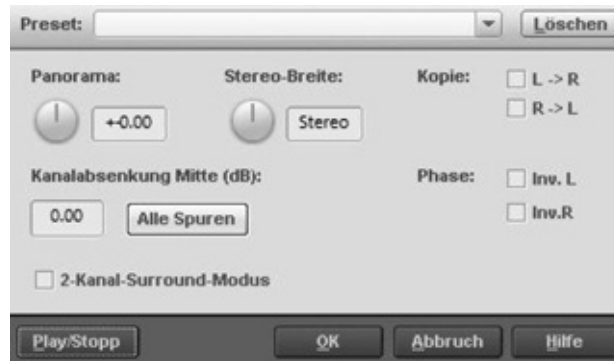 Preset: Löschen
Panorama: Stereo-Breite: Kopie: L -> R
+-0.00 Stereo R -> L
Kanalabsenkung Mitte (dB): Phase: Inv. L
0.00 Alle Spuren Inv.R
2-Kanal-Surround-Modus
Play/Stopp OK Abbruch Hilfe